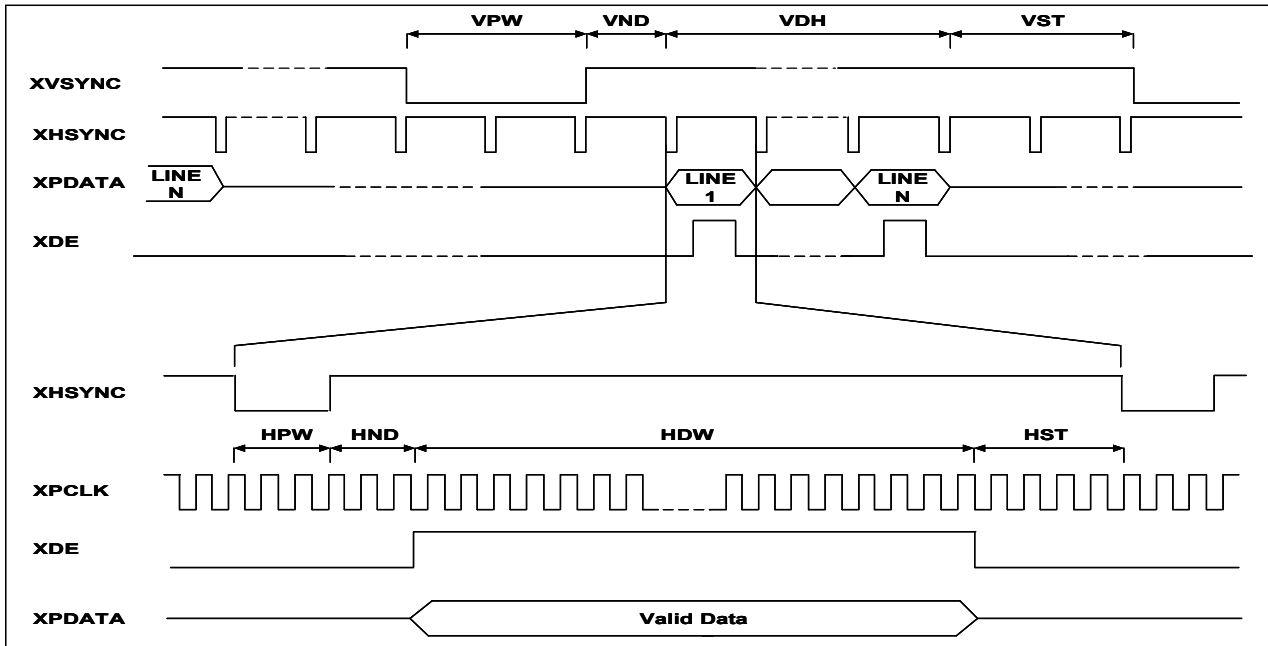 VPW VND VDH VST
XVSYNC
XHSYNC
XPDATA LINE N LINE 1 LINE N
XDE
XHSYNC
HPW HND HDW HST
XPCLK
XDE
XPDATA Valid Data